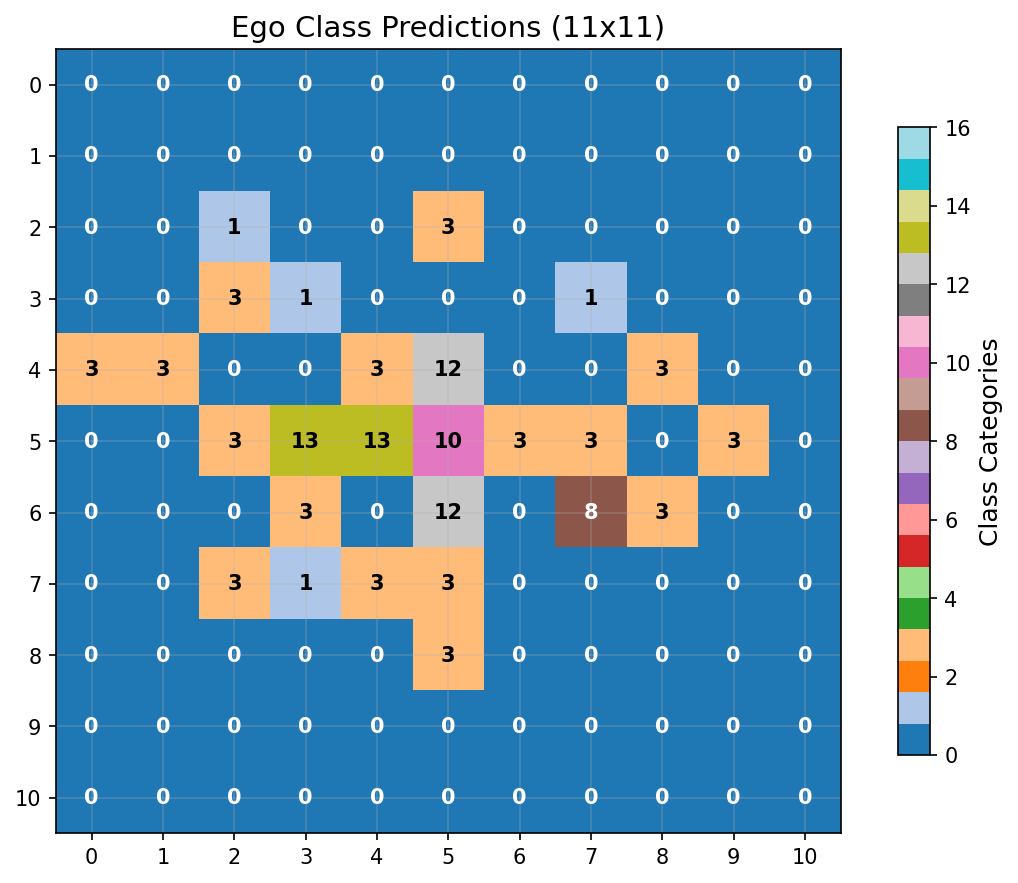 Ego Class Predictions (11x11)
0 0 0 0 0 0 0 0 0 0 0 0
1 0 0 0 0 0 0 0 0 0 0 0
2 0 0 1 0 0 3 0 0 0 0 0
3 0 0 3 1 0 0 0 1 0 0 0
4 3 3 0 0 3 12 0 0 3 0 0
5 0 0 3 13 13 10 3 3 0 3 0
6 0 0 0 3 0 12 0 8 3 0 0
7 0 0 3 1 3 3 0 0 0 0 0
8 0 0 0 0 0 3 0 0 0 0 0
9 0 0 0 0 0 0 0 0 0 0 0
10 0 0 0 0 0 0 0 0 0 0 0
0 1 2 3 4 5 6 7 8 9 10
16
14
12
10
8
6
4
2
0
Class Categories